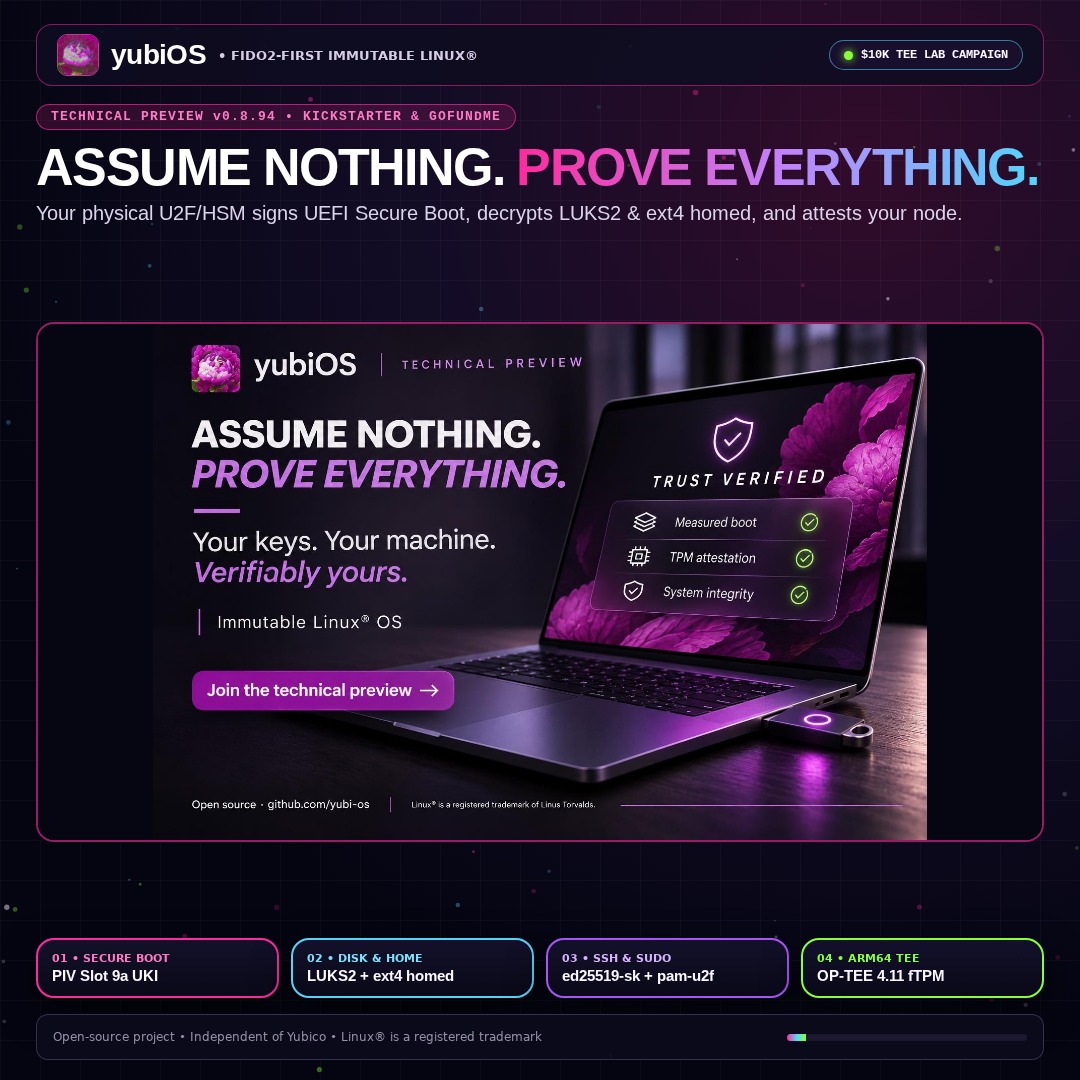 yubiOS • FIDO2-FIRST IMMUTABLE LINUX®
$10K TEE LAB CAMPAIGN
TECHNICAL PREVIEW v0.8.94 • KICKSTARTER & GOFUNDME
ASSUME NOTHING. PROVE EVERYTHING.
Your physical U2F/HSM signs UEFI Secure Boot, decrypts LUKS2 & ext4 homed, and attests your node.
yubiOS | TECHNICAL PREVIEW
ASSUME NOTHING.
PROVE EVERYTHING.
Your keys. Your machine.
Verifiably yours.
Immutable Linux® OS
Join the technical preview →
Open source · github.com/yubi-os
Linux® is a registered trademark of Linus Torvalds.
TRUST VERIFIED
Measured boot
TPM attestation
System integrity
01 • SECURE BOOT
PIV Slot 9a UKI
02 • DISK & HOME
LUKS2 + ext4 homed
03 • SSH & SUDO
ed25519-sk + pam-u2f
04 • ARM64 TEE
OP-TEE 4.11 fTPM
Open-source project • Independent of Yubico • Linux® is a registered trademark